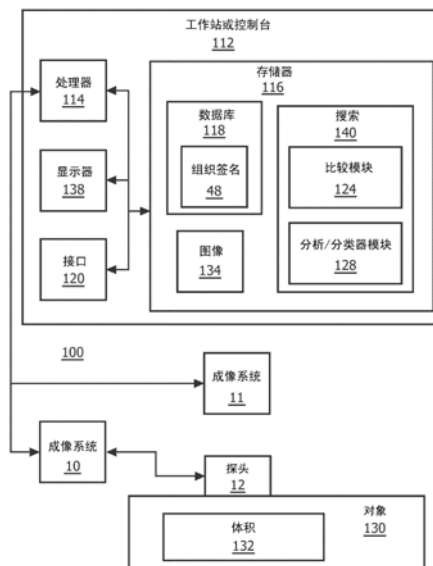 工作站或控制台
112
处理器
114
存储器
116
数据库
118
组织签名
48
搜索
140
比较模块
124
显示器
138
分析/分类器模块
128
接口
120
图像
134
100
成像系统
11
成像系统
10
探头
12
对象
130
体积
132